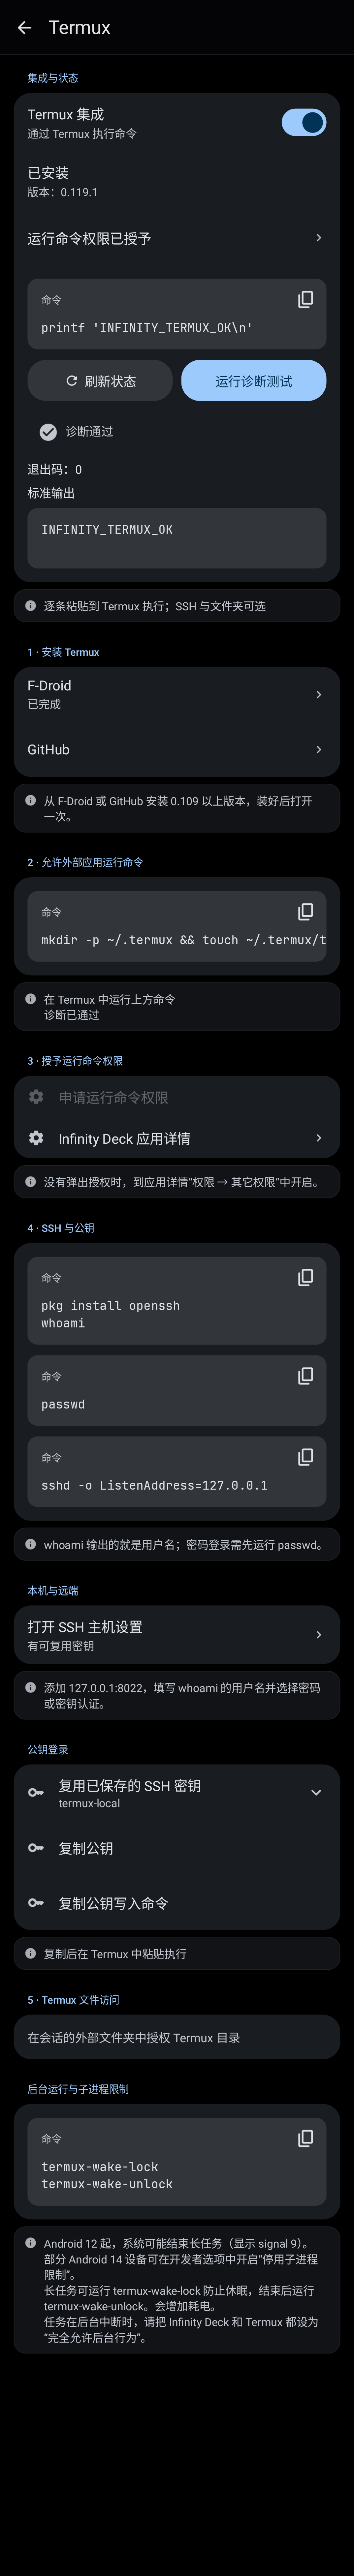 Termux
集成与状态
Termux 集成
通过 Termux 执行命令
已安装
版本：0.119.1
运行命令权限已授予
命令
printf 'INFINITY_TERMUX_OK\n'
刷新状态
运行诊断测试
诊断通过
退出码：0
标准输出
INFINITY_TERMUX_OK
逐条粘贴到 Termux 执行；SSH 与文件夹可选
1 · 安装 Termux
F-Droid
已完成
GitHub
从 F-Droid 或 GitHub 安装 0.109 以上版本，装好后打开
一次。
2 · 允许外部应用运行命令
命令
mkdir -p ~/.termux && touch ~/.termux/t
在 Termux 中运行上方命令
诊断已通过
3 · 授予运行命令权限
申请运行命令权限
Infinity Deck 应用详情
没有弹出授权时，到应用详情“权限 → 其它权限”中开启。
4 · SSH 与公钥
命令
pkg install openssh
whoami
命令
passwd
命令
sshd -o ListenAddress=127.0.0.1
whoami 输出的就是用户名；密码登录需先运行 passwd。
本机与远端
打开 SSH 主机设置
有可复用密钥
添加 127.0.0.1:8022，填写 whoami 的用户名并选择密码
或密钥认证。
公钥登录
复用已保存的 SSH 密钥
termux-local
复制公钥
复制公钥写入命令
复制后在 Termux 中粘贴执行
5 · Termux 文件访问
在会话的外部文件夹中授权 Termux 目录
后台运行与子进程限制
命令
termux-wake-lock
termux-wake-unlock
Android 12 起，系统可能结束长任务（显示 signal 9）。
部分 Android 14 设备可在开发者选项中开启“停用子进程
限制”。
长任务可运行 termux-wake-lock 防止休眠，结束后运行
termux-wake-unlock。会增加耗电。
任务在后台中断时，请把 Infinity Deck 和 Termux 都设为
“完全允许后台行为”。